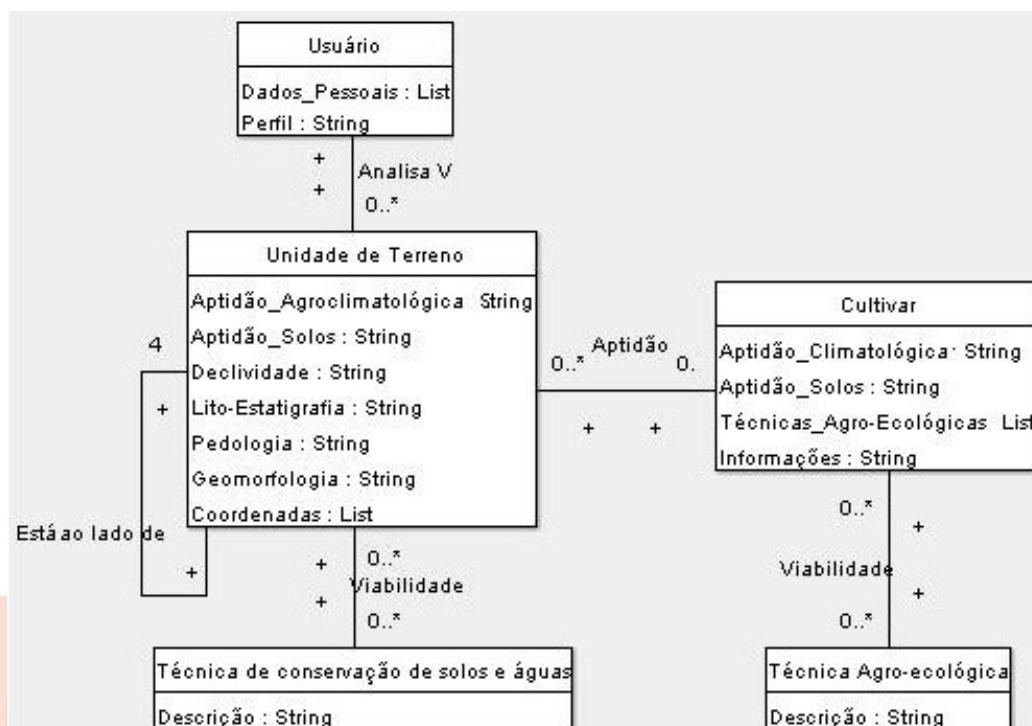 Usuário
Dados_Pessoais : List
Perfil : String
+
Analisa V
+
0..*
Unidade de Terreno
Aptidão_Agroclimatológica String
Aptidão_Solos : String
Declividade : String
Lito-Estatigrafia : String
Pedologia : String
Geomorfologia : String
Coordenadas : List
4
+
Está ao lado de
+
0..*
Aptidão
0.
+
+
Cultivar
Aptidão_Climatológica: String
Aptidão_Solos : String
Técnicas_Agro-Ecológicas List
Informações : String
+
0..*
Viabilidade
+
0..*
0..*
+
Viabilidade
+
0..*
Técnica de conservação de solos e águas
Descrição : String
Técnica Agro-ecológica
Descrição : String